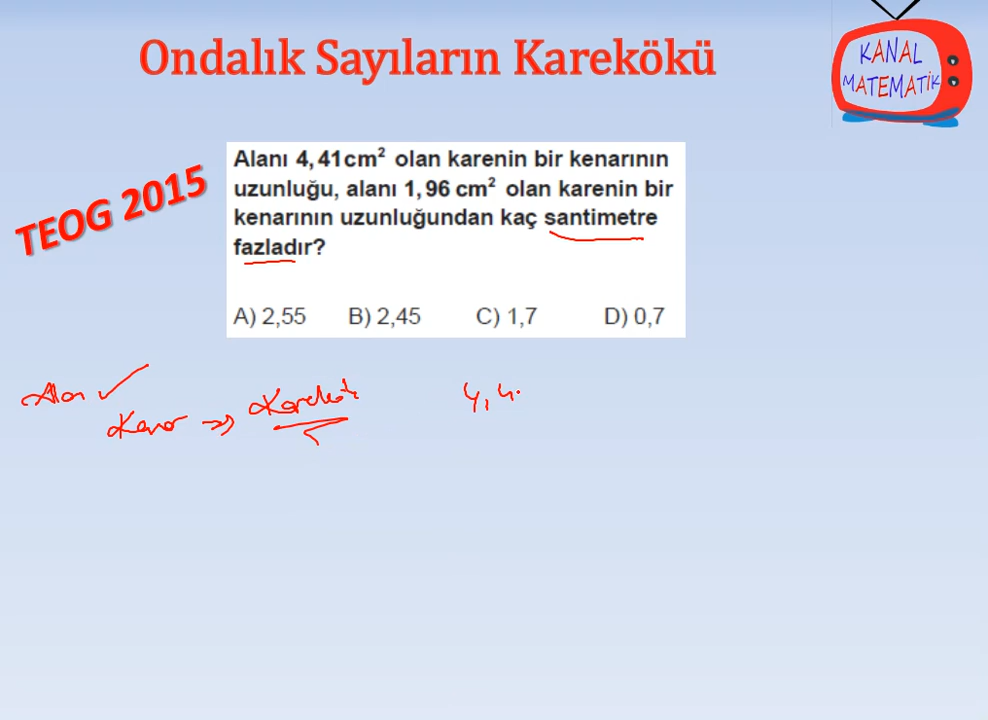 Ondalık Sayıların Karekökü
KANAL
MATEMATİK
TEOG 2015
Alanı 4,41cm² olan karenin bir kenarının
uzunluğu, alanı 1,96 cm² olan karenin bir
kenarının uzunluğundan kaç santimetre
fazladır?
A) 2,55 B) 2,45 C) 1,7 D) 0,7
Alan
Kenar ⇒ Karekök
4,4